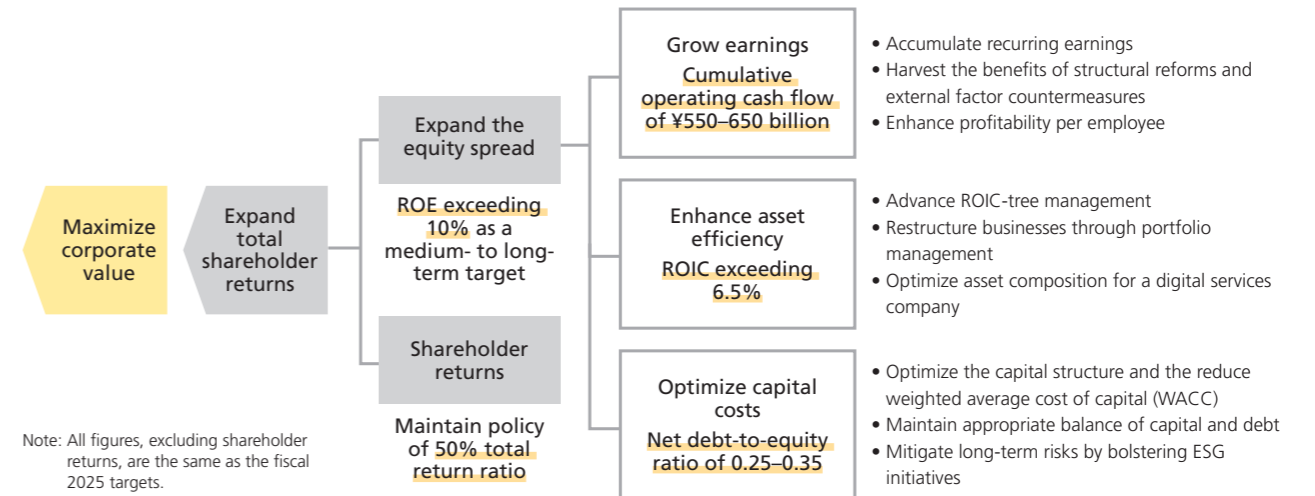 Maximize
corporate
value
Expand
total
shareholder
returns
Expand the
equity spread
ROE exceeding
10% as a
medium- to long-
term target
Shareholder
returns
Maintain policy
of 50% total
return ratio
Grow earnings
Cumulative
operating cash flow
of ¥550–650 billion
• Accumulate recurring earnings
• Harvest the benefits of structural reforms and
external factor countermeasures
• Enhance profitability per employee
Enhance asset
efficiency
ROIC exceeding
6.5%
• Advance ROIC-tree management
• Restructure businesses through portfolio
management
• Optimize asset composition for a digital services
company
Optimize capital
costs
Net debt-to-equity
ratio of 0.25–0.35
• Optimize the capital structure and the reduce
weighted average cost of capital (WACC)
• Maintain appropriate balance of capital and debt
• Mitigate long-term risks by bolstering ESG
initiatives
Note: All figures, excluding shareholder
returns, are the same as the fiscal
2025 targets.